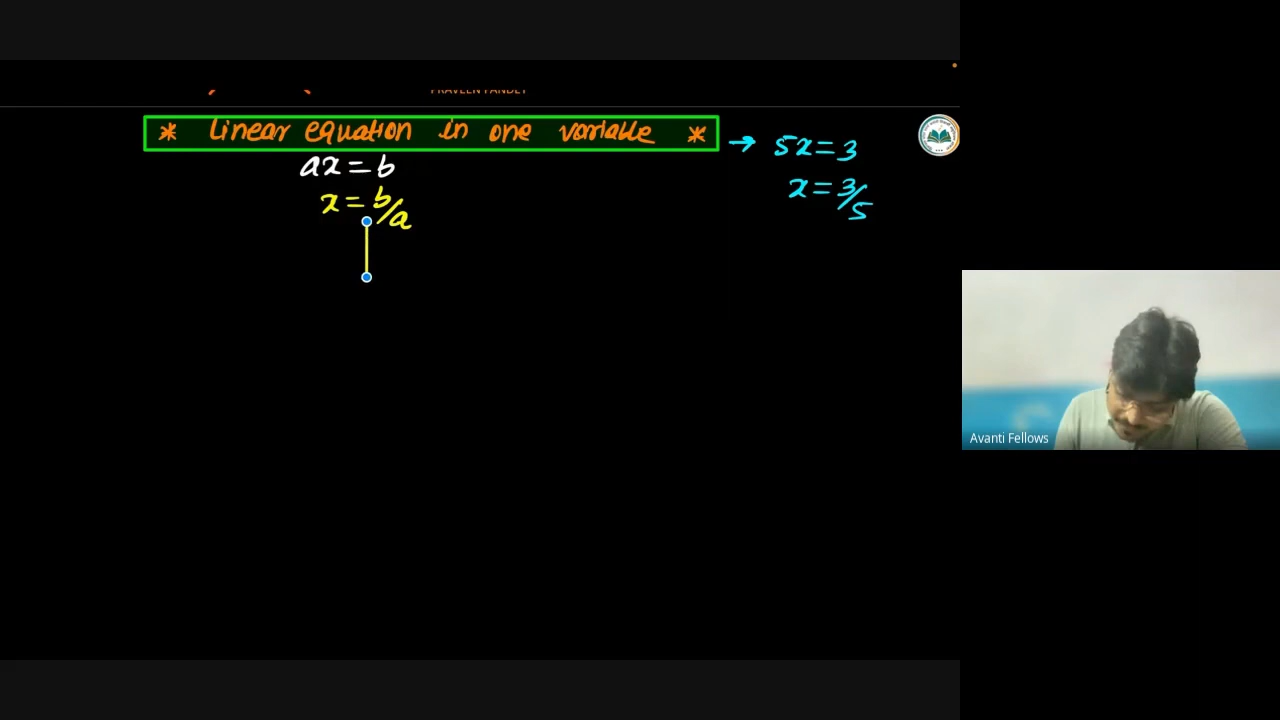 * Linear equation in one variable *
→ 5x = 3
ax = b
x = 3/5
x = b/a
Avanti Fellows